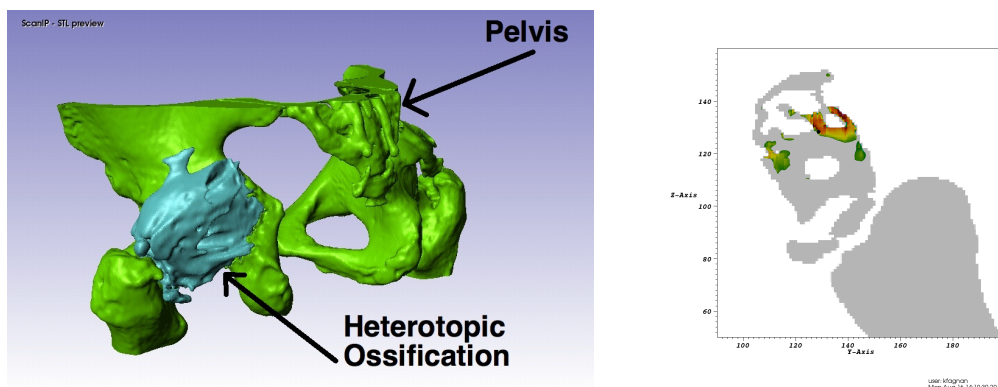 ScanIP - STL preview
Pelvis
Heterotopic
Ossification
140
120
100
80
60
Z-Axis
100
120
140
160
180
Y-Axis
user: kfagnan